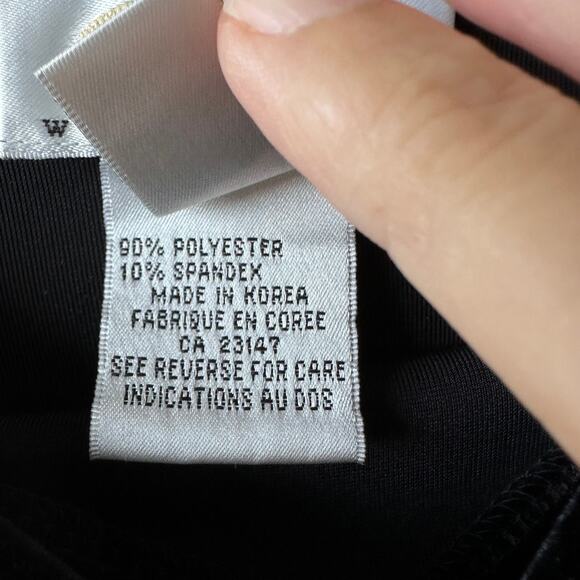 W
90% POLYESTER
10% SPANDEX
MADE IN KOREA
FABRIQUE EN COREE
CA 23147
SEE REVERSE FOR CARE
INDICATIONS AU DOS